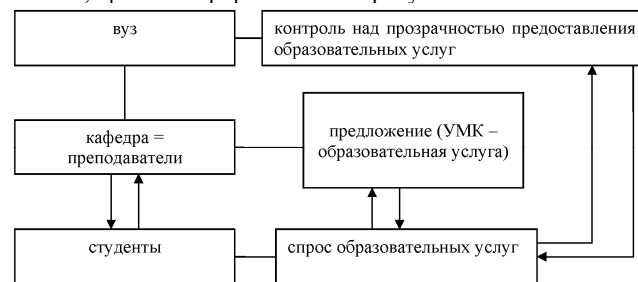 вуз
контроль над прозрачностью предоставления
образовательных услуг
кафедра =
преподаватели
предложение (УМК –
образовательная услуга)
студенты
спрос образовательных услуг